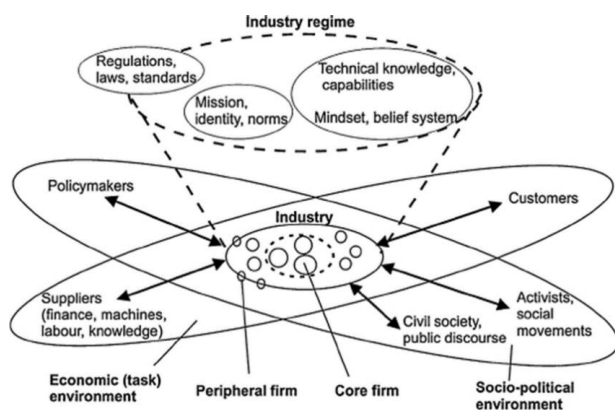 Industry regime
Regulations,
laws, standards
Mission,
identity, norms
Technical knowledge,
capabilities
Mindset, belief system
Policymakers
Customers
Industry
Suppliers
(finance, machines,
labour, knowledge)
Civil society,
public discourse
Activists,
social
movements
Economic (task)
environment
Peripheral firm
Core firm
Socio-political
environment